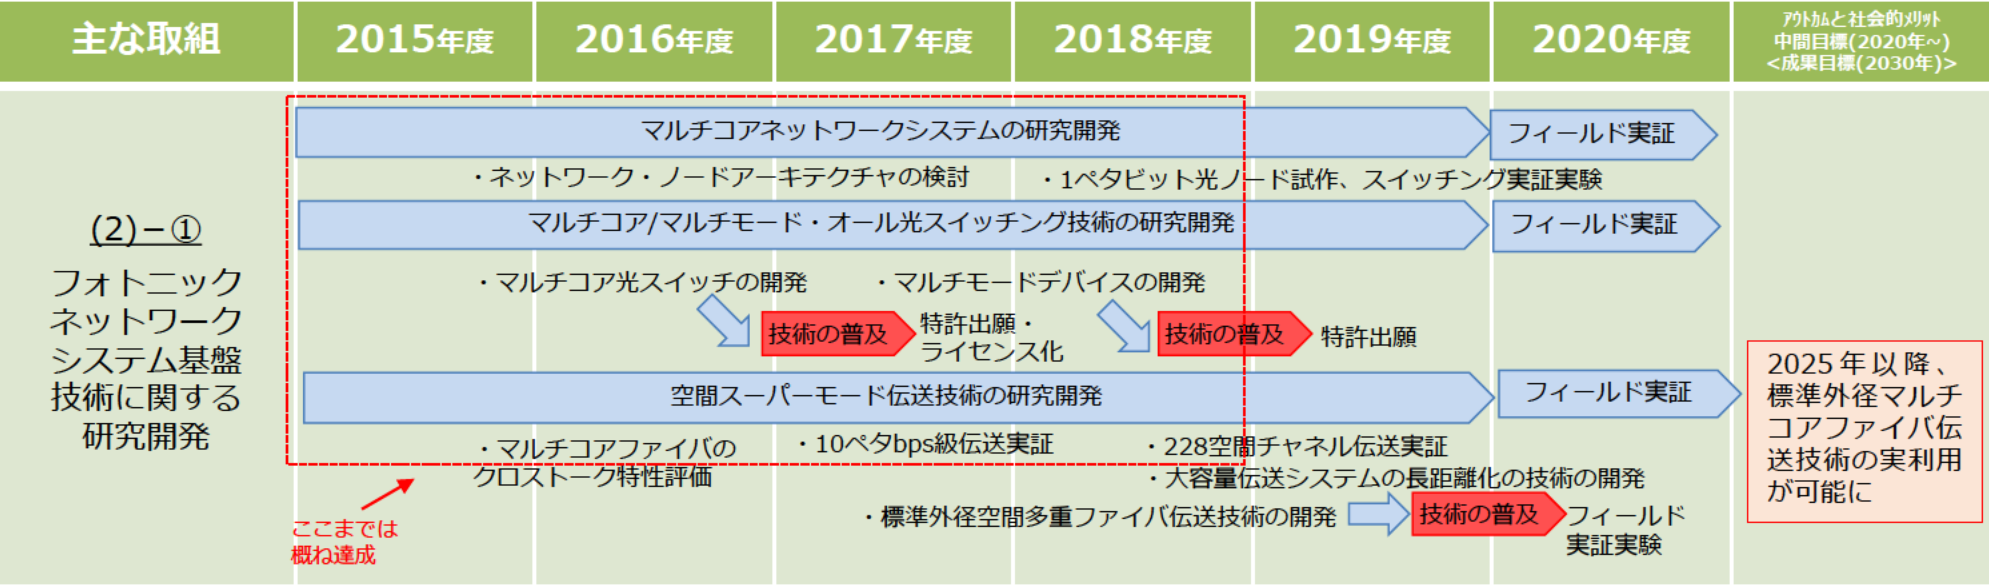 主な取組
2015年度
2016年度
2017年度
2018年度
2019年度
2020年度
ｱｳﾄｶﾑと社会的ﾒﾘｯﾄ
中間目標(2020年~)
<成果目標(2030年)>
(2)－①
フォトニック
ネットワーク
システム基盤
技術に関する
研究開発
マルチコアネットワークシステムの研究開発
フィールド実証
・ネットワーク・ノードアーキテクチャの検討
・1ペタビット光ノード試作、スイッチング実証実験
マルチコア/マルチモード・オール光スイッチング技術の研究開発
フィールド実証
・マルチコア光スイッチの開発
・マルチモードデバイスの開発
技術の普及
特許出願・
ライセンス化
技術の普及
特許出願
空間スーパーモード伝送技術の研究開発
フィールド実証
・マルチコアファイバの
クロストーク特性評価
・10ペタbps級伝送実証
・228空間チャネル伝送実証
・大容量伝送システムの長距離化の技術の開発
・標準外径空間多重ファイバ伝送技術の開発
技術の普及
フィールド
実証実験
ここまでは
概ね達成
2025年以降、
標準外径マルチ
コアファイバ伝
送技術の実利用
が可能に